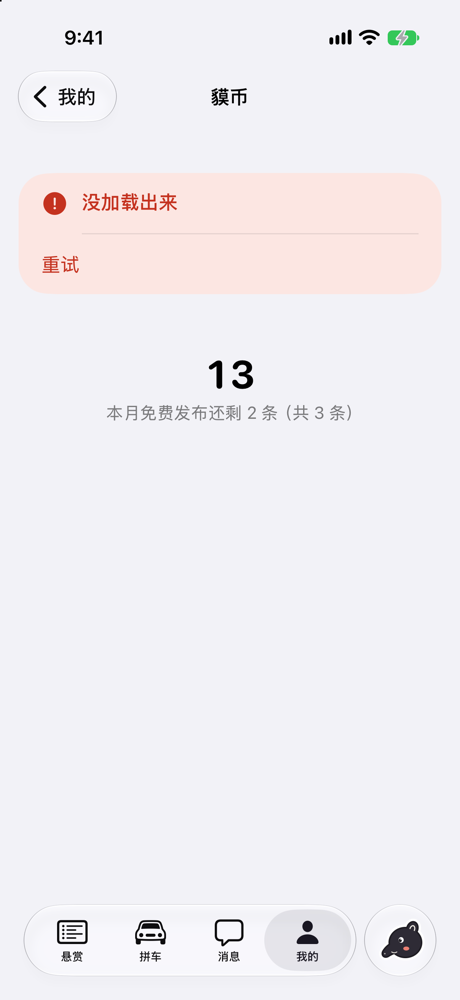 9:41
我的
貘币
没加载出来
重试
13
本月免费发布还剩 2 条（共 3 条）
悬赏
拼车
消息
我的